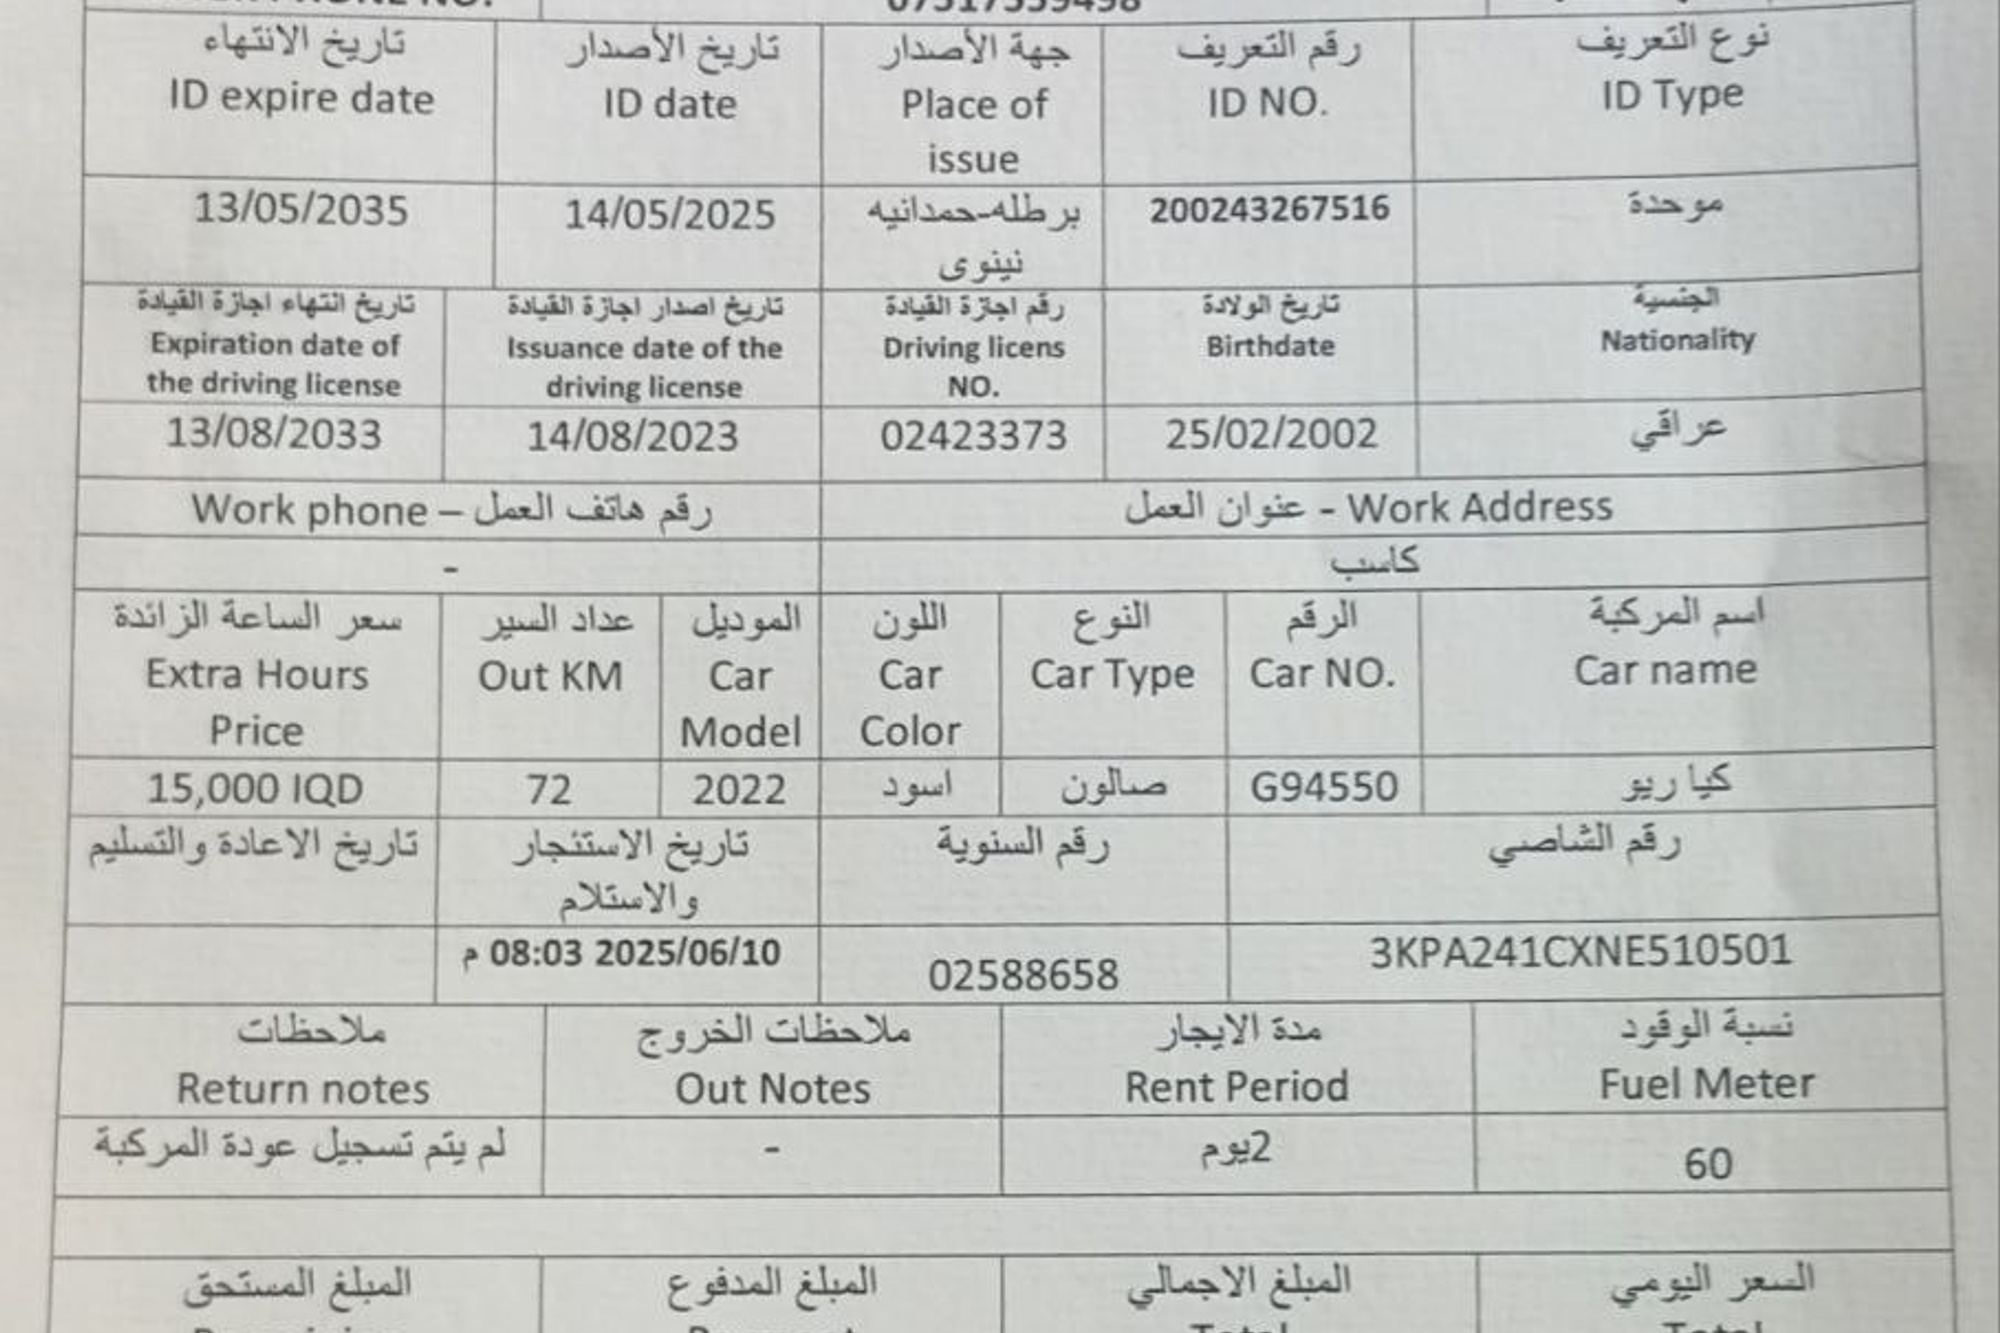 07517559498
تاريخ الانتهاء تاريخ الأصدار جهة الأصدار رقم التعريف نوع التعريف
ID expire date ID date Place of ID NO. ID Type
issue
13/05/2035 14/05/2025 برطله-حمدانيه 200243267516 موحدة
نينوى
تاريخ انتهاء اجازة القيادة تاريخ اصدار اجازة القيادة رقم اجازة القيادة تاريخ الولادة الجنسية
Expiration date of Issuance date of the Driving licens Birthdate Nationality
the driving license driving license NO.
13/08/2033 14/08/2023 02423373 25/02/2002 عراقي
Work phone – رقم هاتف العمل عنوان العمل - Work Address
- كاسب
سعر الساعة الزائدة عداد السير الموديل اللون النوع الرقم اسم المركبة
Extra Hours Out KM Car Car Car Type Car NO. Car name
Price Model Color
15,000 IQD 72 2022 اسود صالون G94550 كيا ريو
تاريخ الاعادة والتسليم تاريخ الاستئجار رقم السنوية رقم الشاصي
والاستلام
2025/06/10 08:03 م 02588658 3KPA241CXNE510501
ملاحظات ملاحظات الخروج مدة الايجار نسبة الوقود
Return notes Out Notes Rent Period Fuel Meter
لم يتم تسجيل عودة المركبة - 2يوم 60
المبلغ المستحق المبلغ المدفوع المبلغ الاجمالي السعر اليومي